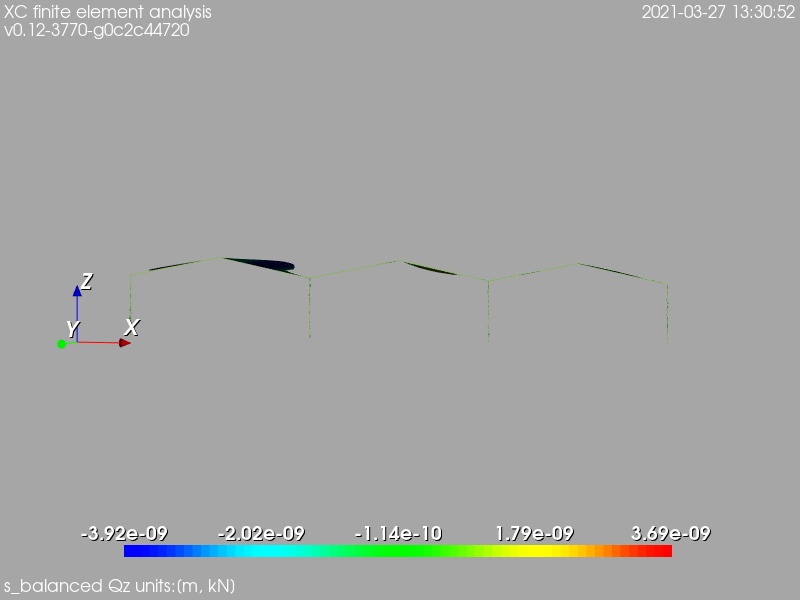 XC finite element analysis
v0.12-3770-g0c2c44720
2021-03-27 13:30:52
Z
Y
X
-3.92e-09 -2.02e-09 -1.14e-10 1.79e-09 3.69e-09
s_balanced Qz units:(m, kN)